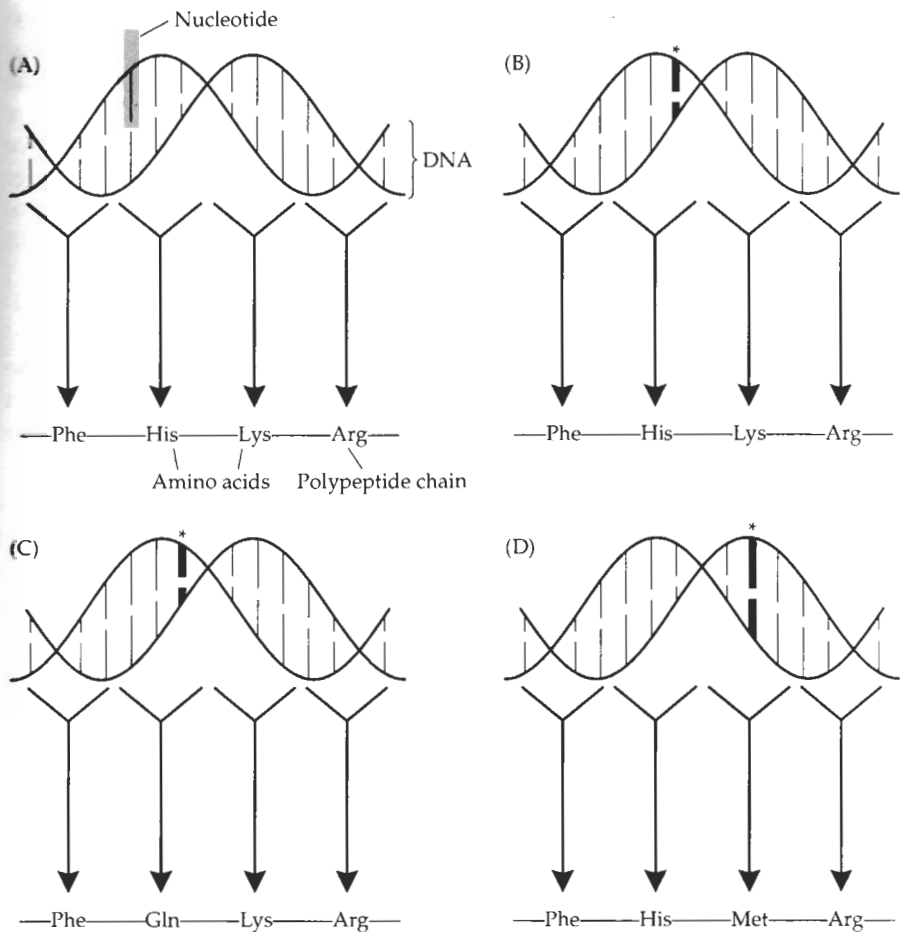 Nucleotide
(A)
DNA
Phe His Lys Arg
Amino acids Polypeptide chain
(B)
*
Phe His Lys Arg
(C)
*
Phe Gln Lys Arg
(D)
*
Phe His Met Arg